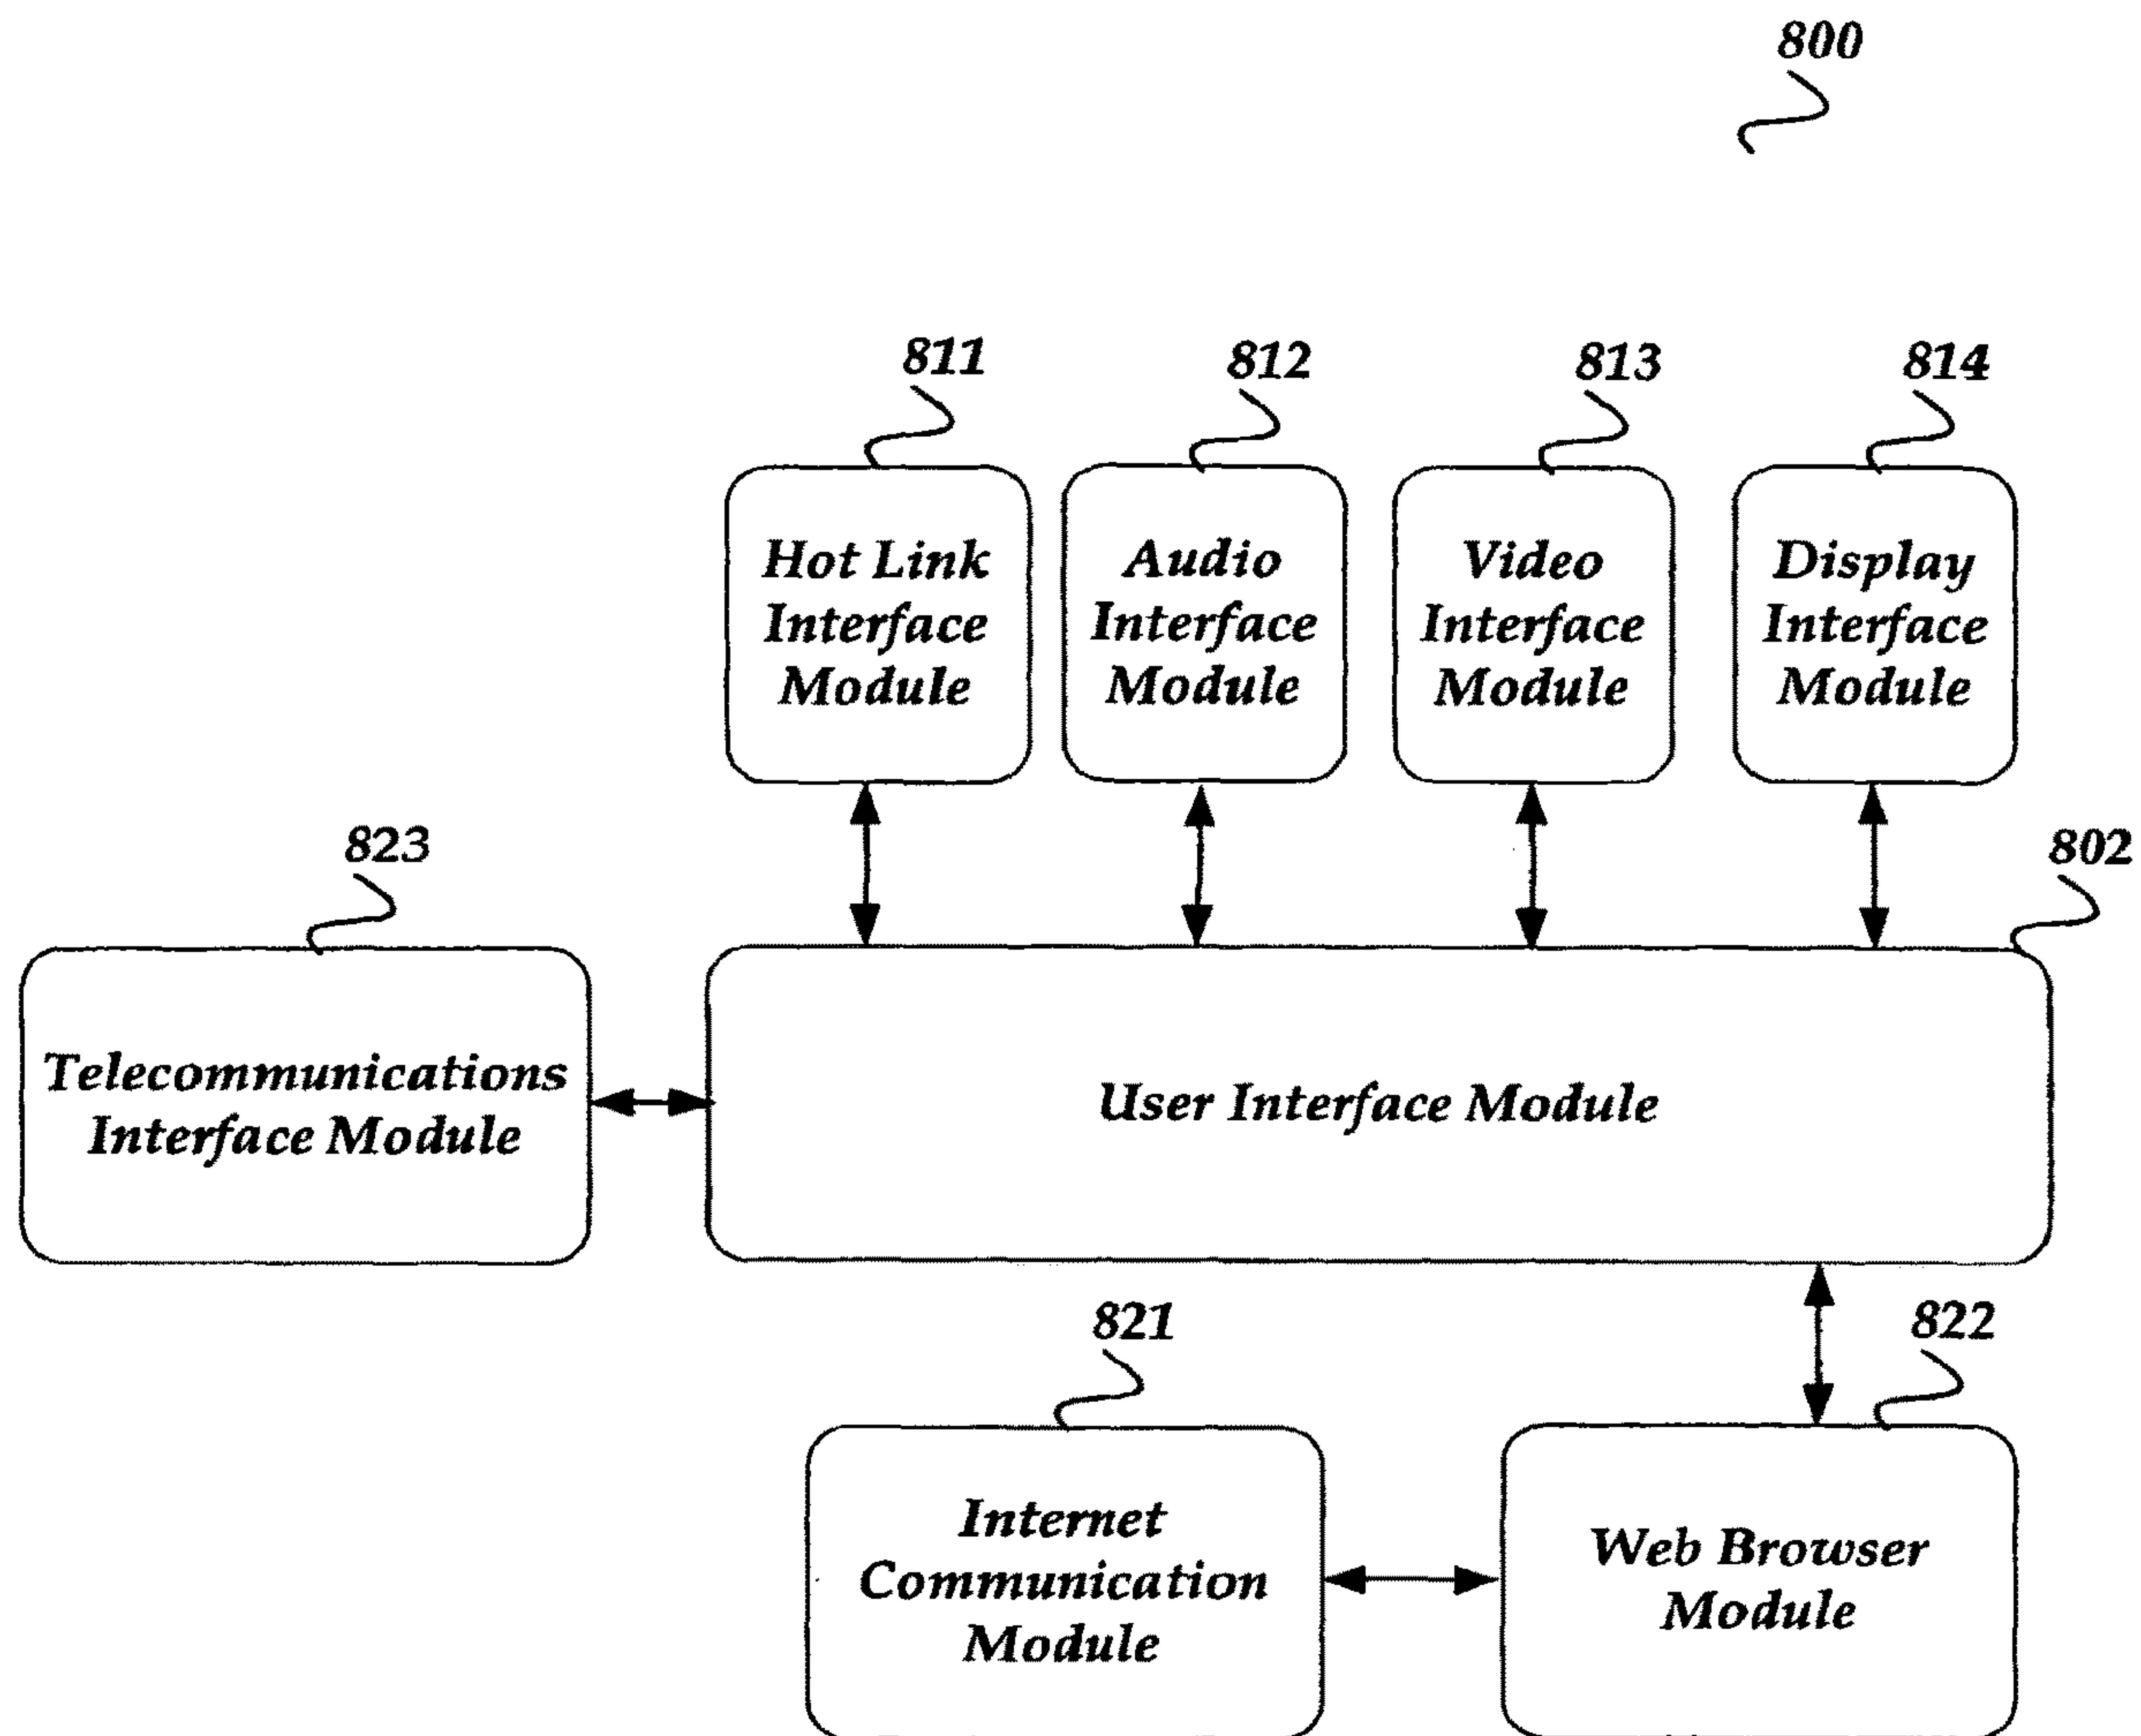 800
811
812
813
814
Hot Link
Interface
Module
Audio
Interface
Module
Video
Interface
Module
Display
Interface
Module
823
802
Telecommunications
Interface Module
User Interface Module
821
822
Internet
Communication
Module
Web Browser
Module